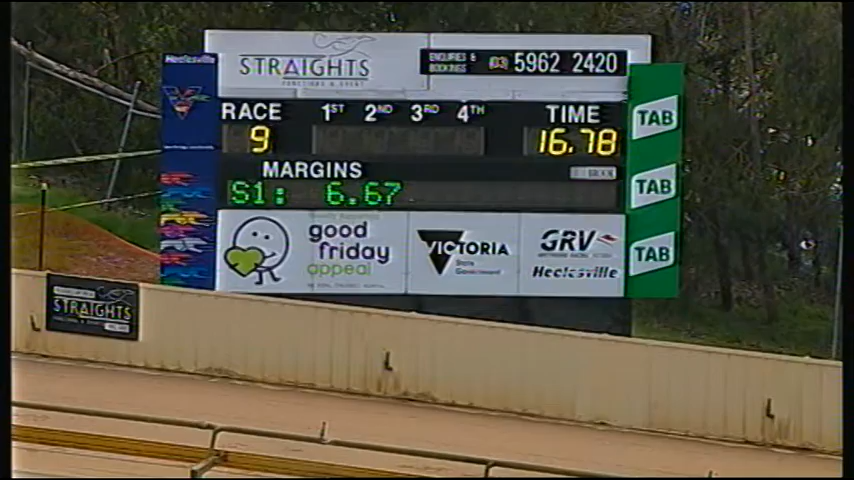 Healesville
STRAIGHTS
FUNCTIONS & EVENT
ENQUIRIES & BOOKINGS (03) 5962 2420
RACE 1ST 2ND 3RD 4TH TIME
9 16.78
MARGINS
S1: 6.67
TAB
TAB
TAB
good
friday
appeal
VICTORIA
State
Government
GRV
Healesville
STRAIGHTS